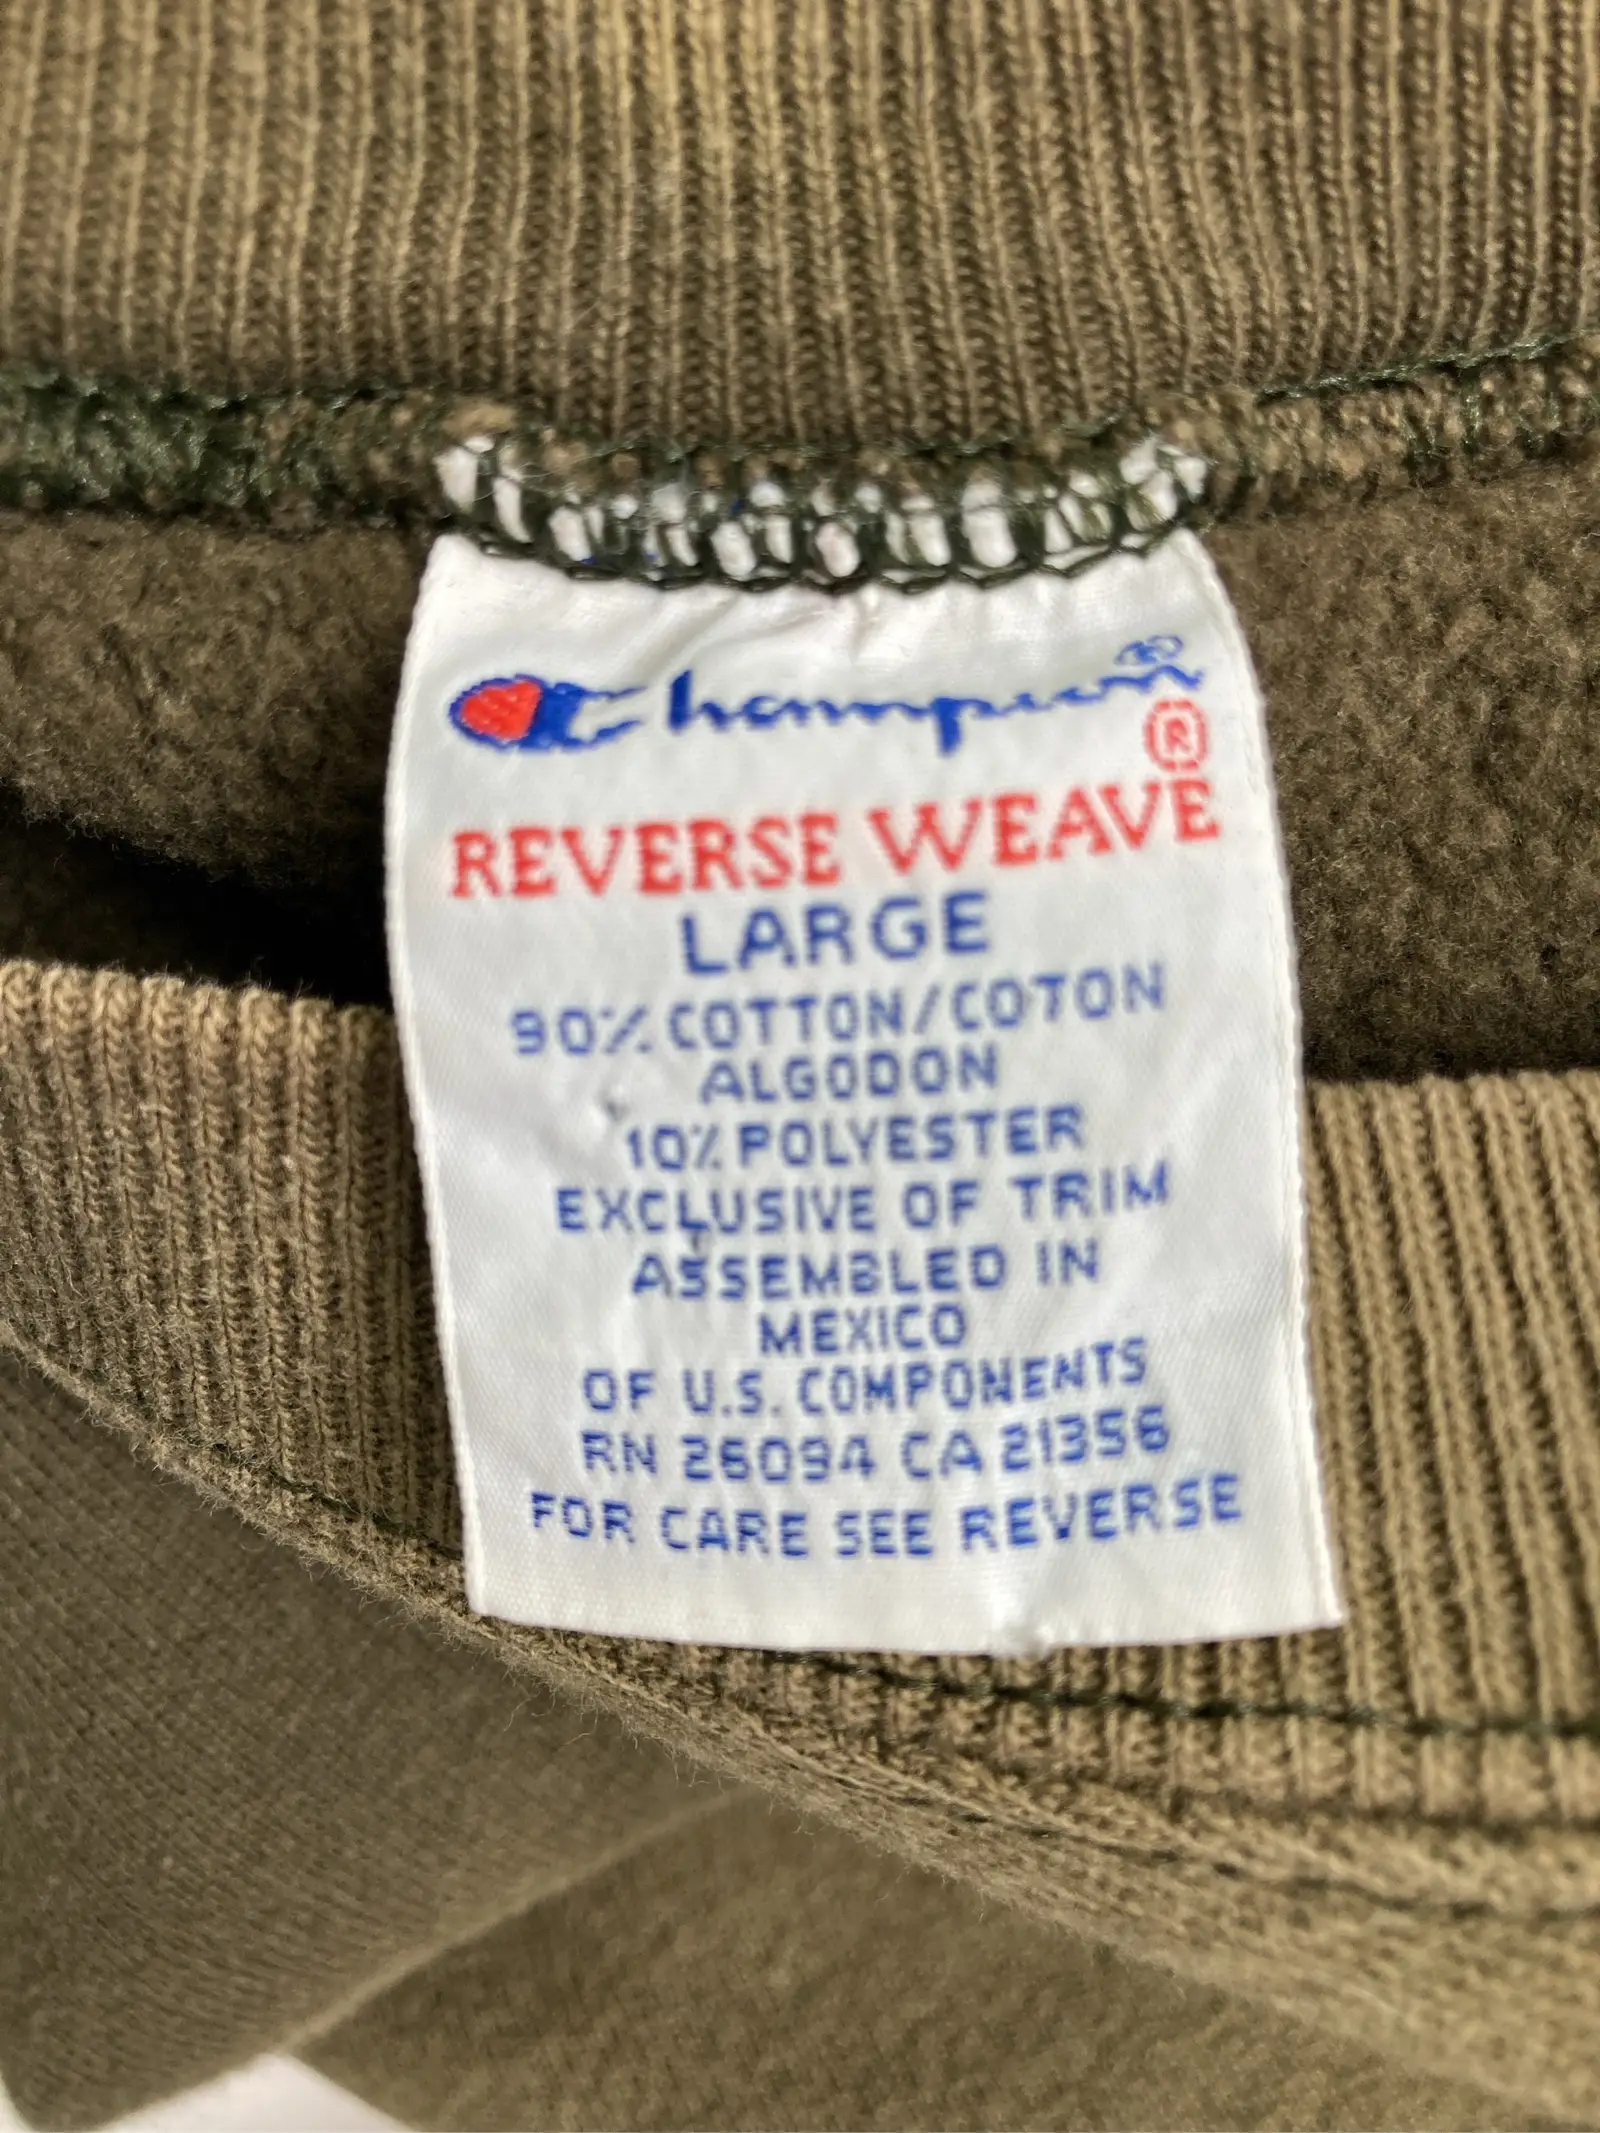 Champion®
®
REVERSE WEAVE
LARGE
90% COTTON/COTON
ALGODON
10% POLYESTER
EXCLUSIVE OF TRIM
ASSEMBLED IN
MEXICO
OF U.S. COMPONENTS
RN 26094 CA 21356
FOR CARE SEE REVERSE